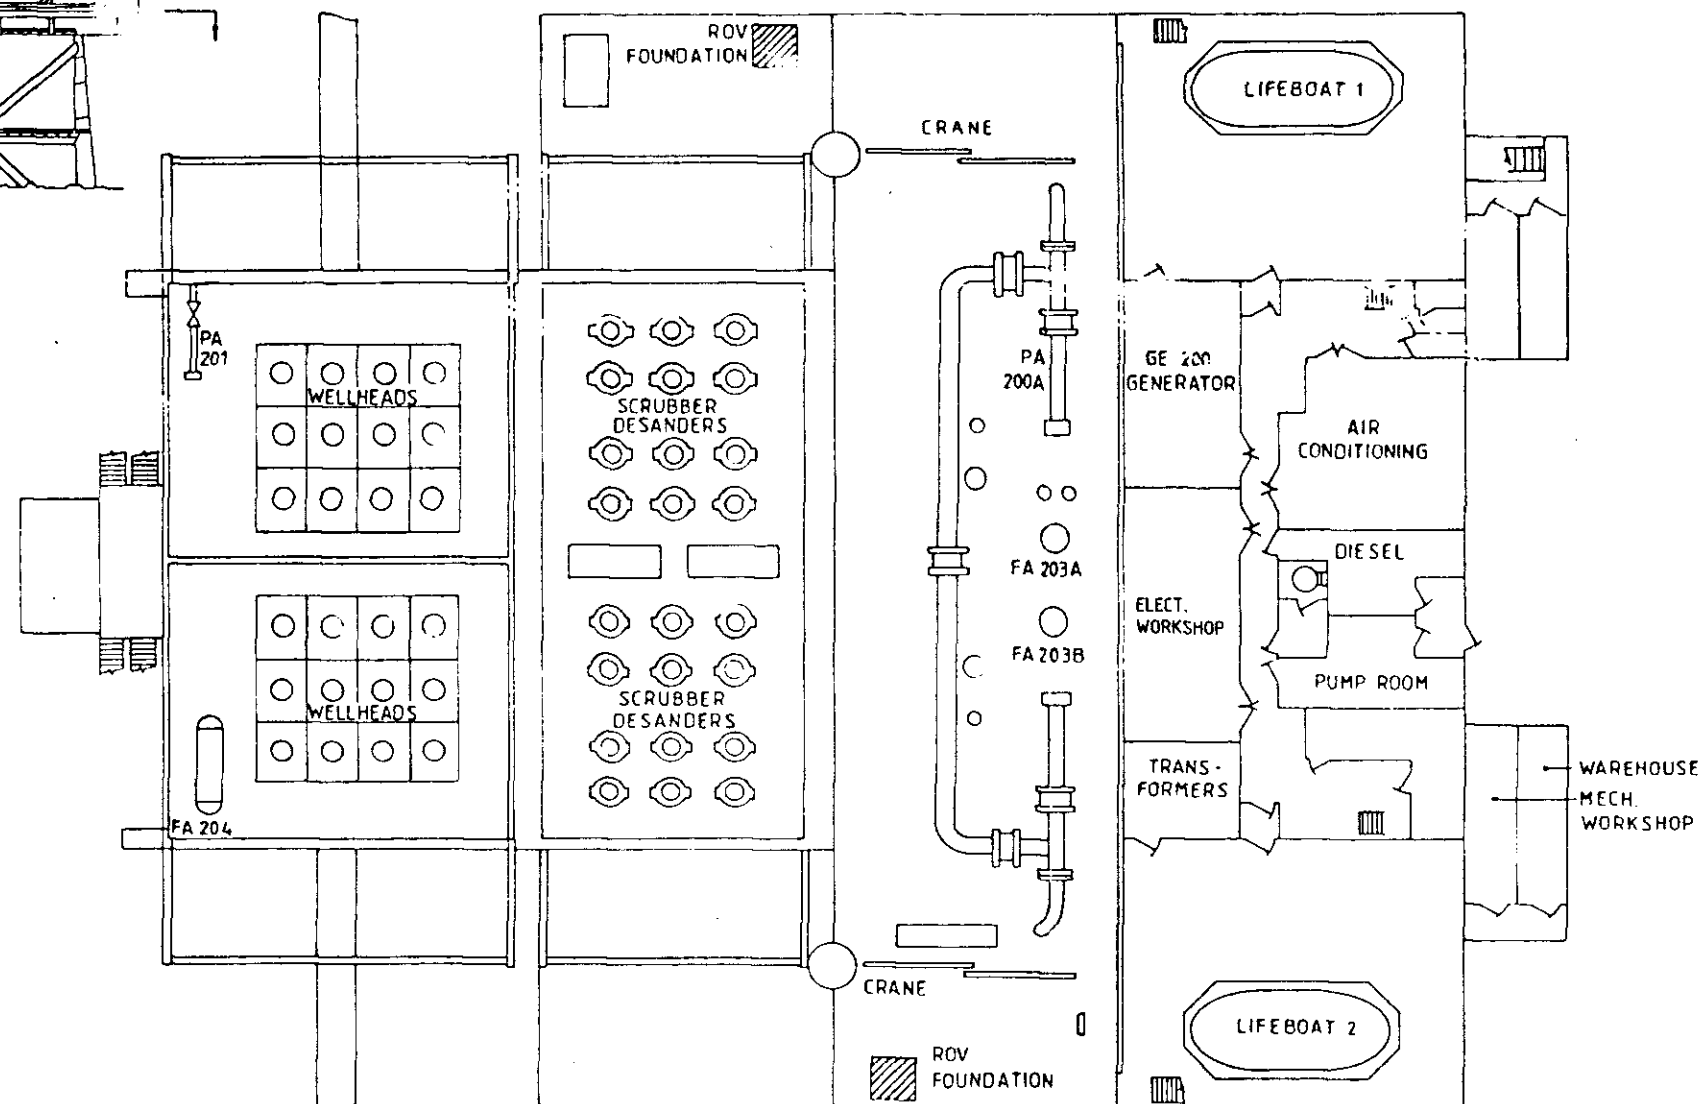 ROV
FOUNDATION
LIFEBOAT 1
CRANE
PA
201
WELLHEADS
SCRUBBER
DESANDERS
PA
200A
GE 200
GENERATOR
AIR
CONDITIONING
FA 203A
DIESEL
ELECT.
WORKSHOP
FA 203B
PUMP ROOM
WELLHEADS
SCRUBBER
DESANDERS
TRANS-
FORMERS
WAREHOUSE
MECH.
WORKSHOP
FA 204
CRANE
LIFEBOAT 2
ROV
FOUNDATION